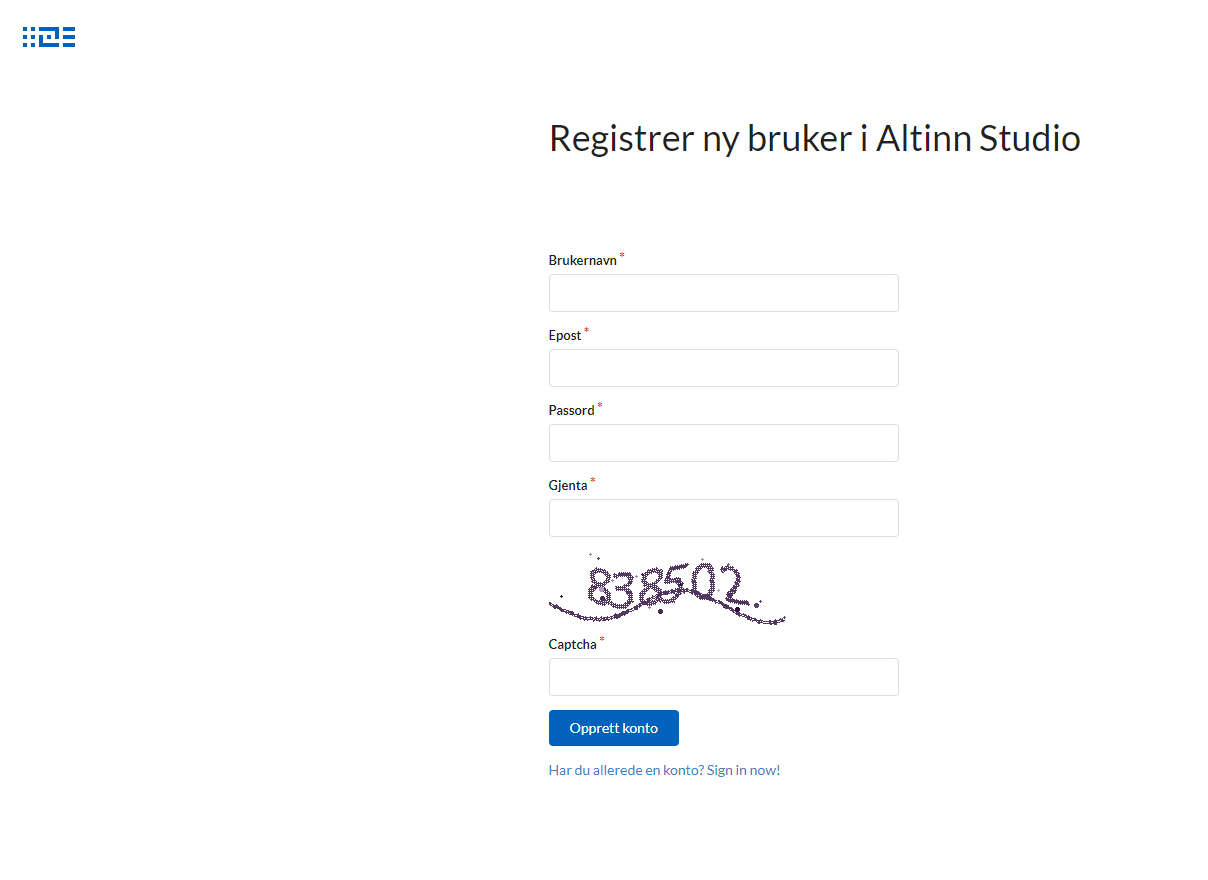 Registrer ny bruker i Altinn Studio
Brukernavn *
Epost *
Passord *
Gjenta *
838502
Captcha *
Opprett konto
Har du allerede en konto? Sign in now!